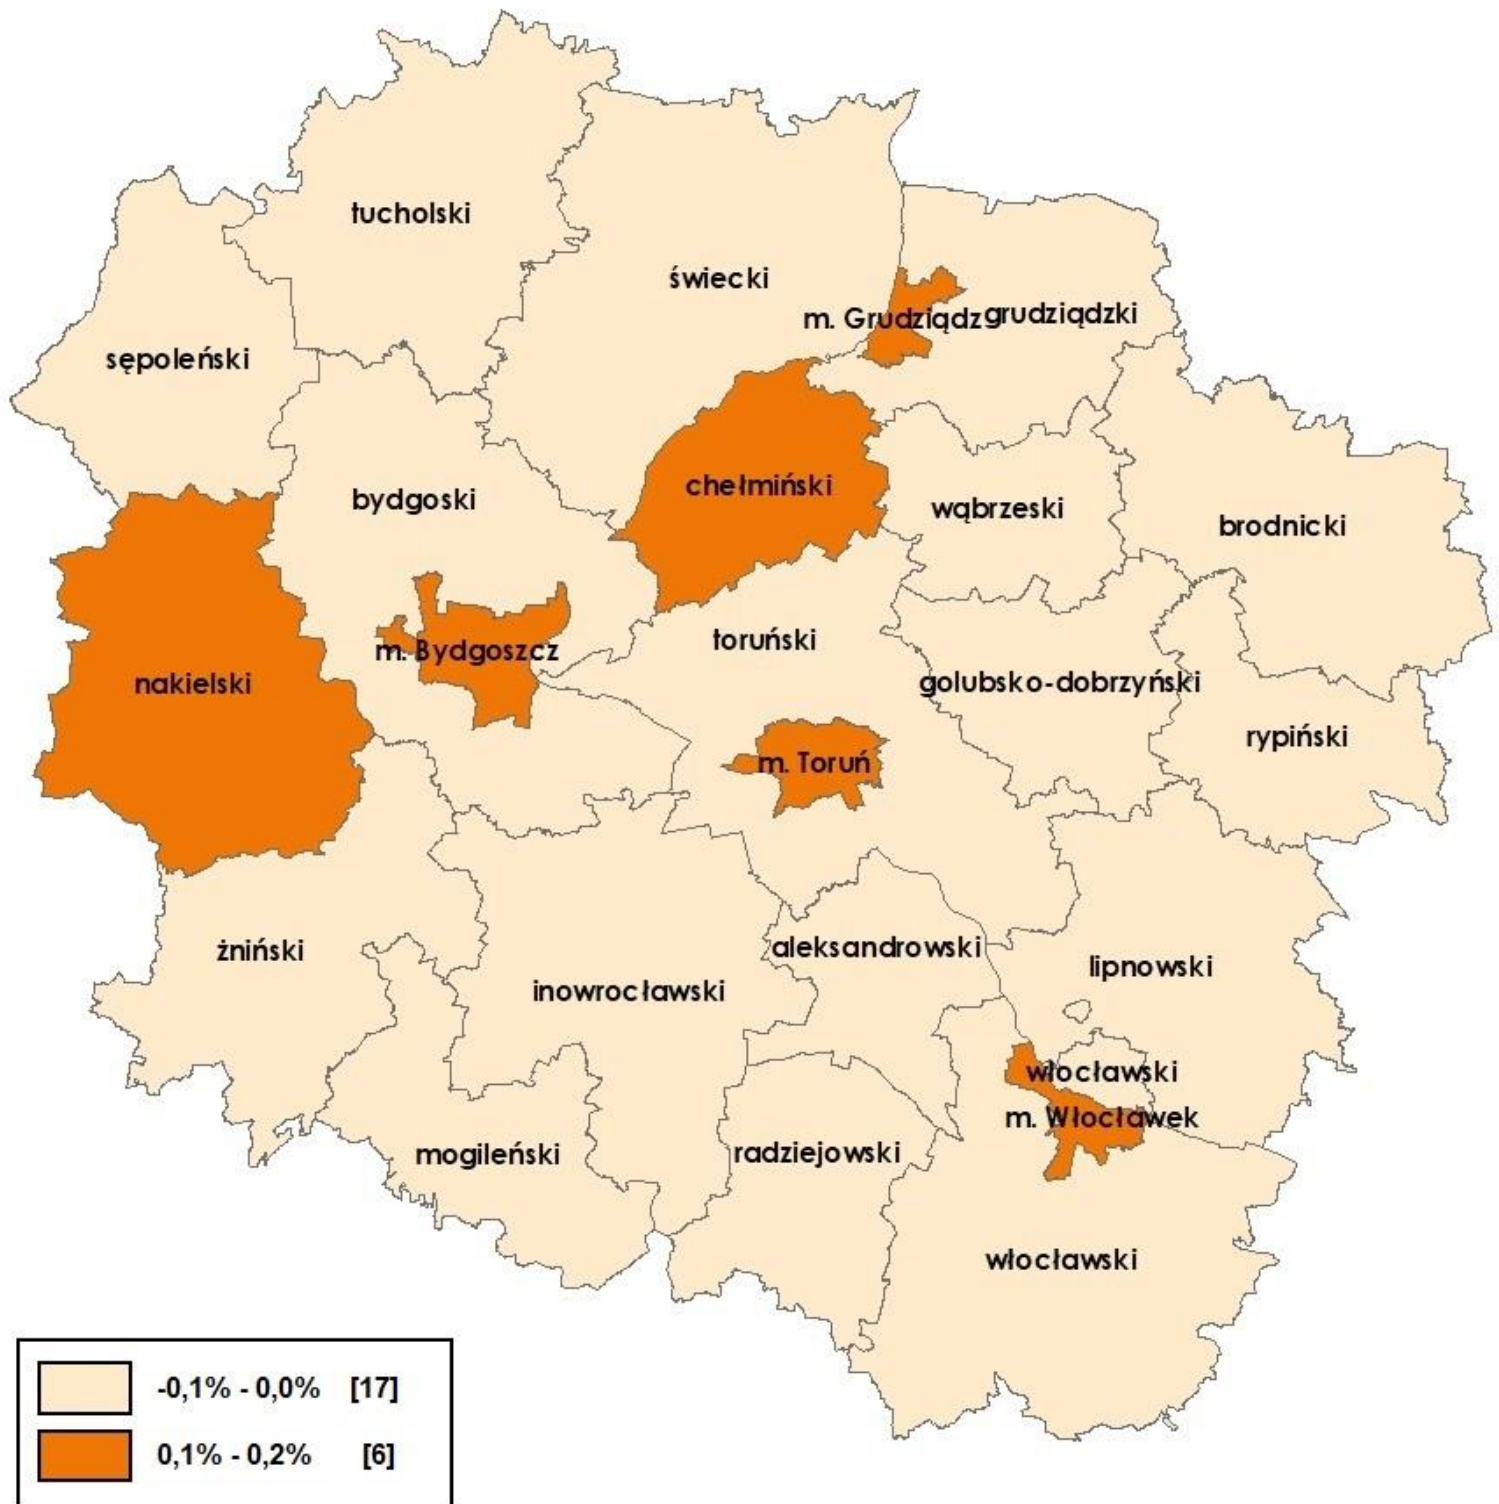 tucholski
świecki
m. Grudziądz
grudziądzki
sępoleński
chełmiński
bydgoski
wąbrzeski
brodnicki
toruński
m. Bydgoszcz
nakielski
golubsko-dobrzyński
rypiński
m. Toruń
żniński
aleksandrowski
lipnowski
inowrocławski
włocławski
m. Włocławek
mogileński
radziejowski
włocławski
-0,1% - 0,0% [17]
0,1% - 0,2% [6]